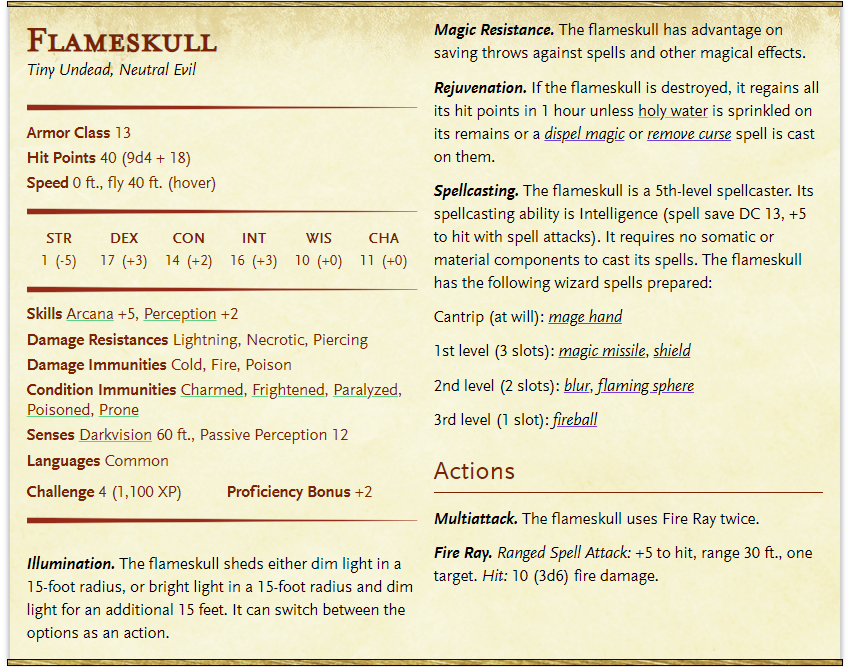 FLAMESKULL
Tiny Undead, Neutral Evil
Armor Class 13
Hit Points 40 (9d4 + 18)
Speed 0 ft., fly 40 ft. (hover)
STR DEX CON INT WIS CHA
1 (-5) 17 (+3) 14 (+2) 16 (+3) 10 (+0) 11 (+0)
Skills Arcana +5, Perception +2
Damage Resistances Lightning, Necrotic, Piercing
Damage Immunities Cold, Fire, Poison
Condition Immunities Charmed, Frightened, Paralyzed,
Poisoned, Prone
Senses Darkvision 60 ft., Passive Perception 12
Languages Common
Challenge 4 (1,100 XP) Proficiency Bonus +2
Illumination. The flameskull sheds either dim light in a
15-foot radius, or bright light in a 15-foot radius and dim
light for an additional 15 feet. It can switch between the
options as an action.
Magic Resistance. The flameskull has advantage on
saving throws against spells and other magical effects.
Rejuvenation. If the flameskull is destroyed, it regains all
its hit points in 1 hour unless holy water is sprinkled on
its remains or a dispel magic or remove curse spell is cast
on them.
Spellcasting. The flameskull is a 5th-level spellcaster. Its
spellcasting ability is Intelligence (spell save DC 13, +5
to hit with spell attacks). It requires no somatic or
material components to cast its spells. The flameskull
has the following wizard spells prepared:
Cantrip (at will): mage hand
1st level (3 slots): magic missile, shield
2nd level (2 slots): blur, flaming sphere
3rd level (1 slot): fireball
Actions
Multiattack. The flameskull uses Fire Ray twice.
Fire Ray. Ranged Spell Attack: +5 to hit, range 30 ft., one
target. Hit: 10 (3d6) fire damage.